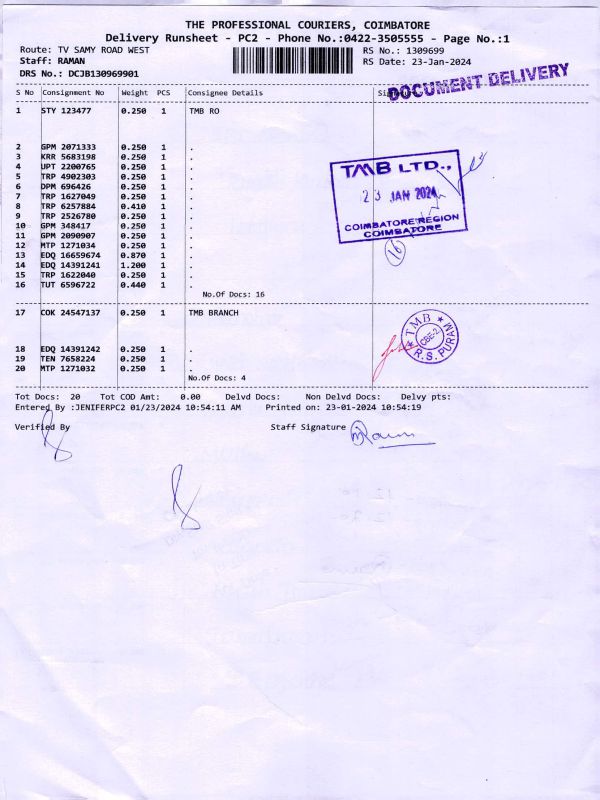 THE PROFESSIONAL COURIERS, COIMBATORE
Delivery Runsheet - PC2 - Phone No.:0422-3505555 - Page No.:1
Route: TV SAMY ROAD WEST RS No.: 1309699
Staff: RAMAN RS Date: 23-Jan-2024
DRS No.: DCJB130969901
DOCUMENT DELIVERY
S No Consignment No Weight PCS Consignee Details
1 STY 123477 0.250 1 TMB RO
2 GPM 2071333 0.250 1 .
3 KRR 5683198 0.250 1 .
4 UPT 2200765 0.250 1 .
5 TRP 4902303 0.250 1 .
6 DPM 696426 0.250 1 .
7 TRP 1627049 0.250 1 .
8 TRP 6257884 0.410 1 .
9 TRP 2526780 0.250 1 .
10 GPM 348417 0.250 1 .
11 GPM 2090907 0.250 1 .
12 MTP 1271034 0.250 1 .
13 EDQ 16659674 0.870 1 .
14 EDQ 14391241 1.200 1 .
15 TRP 1622040 0.250 1 .
16 TUT 6596722 0.440 1 .
No.Of Docs: 16
TMB LTD.,
23 JAN 2024
COIMBATORE REGION
COIMBATORE
16
17 COK 24547137 0.250 1 TMB BRANCH
18 EDQ 14391242 0.250 1 .
19 TEN 7658224 0.250 1 .
20 MTP 1271032 0.250 1 .
No.Of Docs: 4
★ TMB ★
CBE-2
R.S. PURAM
Tot Docs: 20 Tot COD Amt: 0.00 Delvd Docs: Non Delvd Docs: Delvy pts:
Entered By :JENIFERPC2 01/23/2024 10:54:11 AM Printed on: 23-01-2024 10:54:19
Verified By Staff Signature